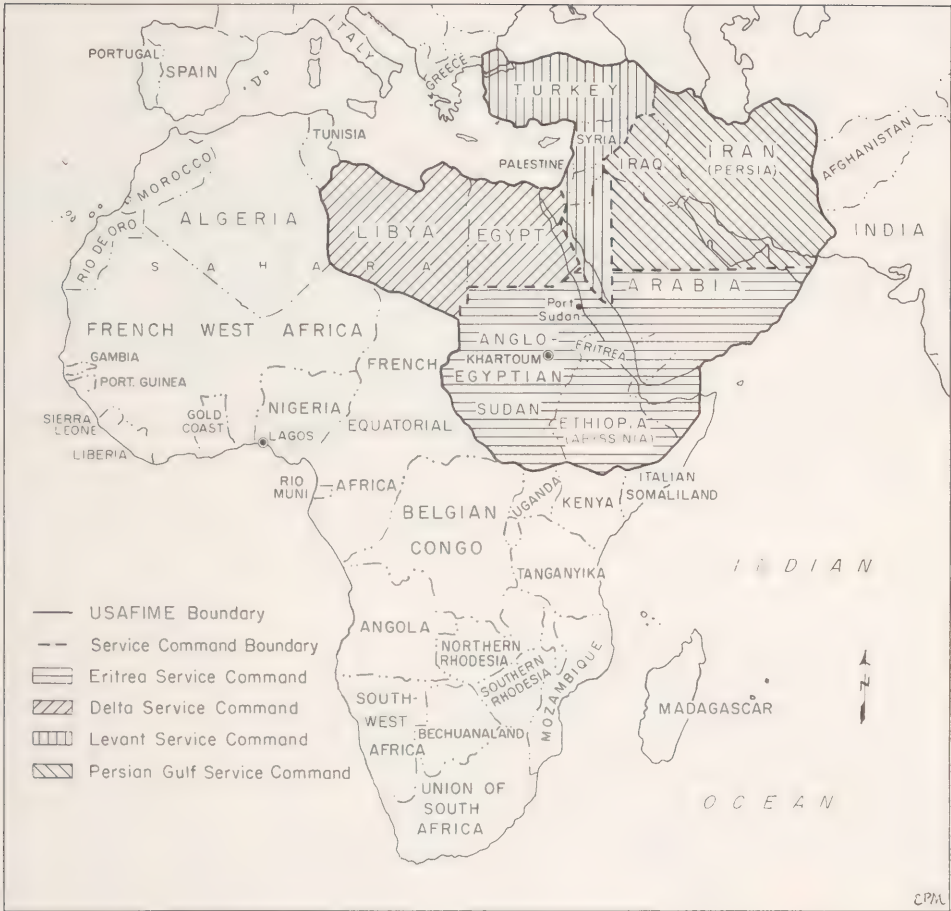 PORTUGAL
SPAIN
ITALY
GREECE
TURKEY
TUNISIA
SYRIA
PALESTINE
IRAQ
IRAN
(PERSIA)
AFGHANISTAN
MOROCCO
ALGERIA
LIBYA
EGYPT
INDIA
RIO DE ORO
SAHARA
ARABIA
Port
Sudan
FRENCH WEST AFRICA
ANGLO-
KHARTOUM
ERITREA
GAMBIA
FRENCH
EGYPTIAN
PORT. GUINEA
NIGERIA
SUDAN
GOLD
COAST
SIERRA
LEONE
EQUATORIAL
ETHIOPIA
(ABISSINIA)
LAGOS
LIBERIA
RIO
MUNI
AFRICA
UGANDA
KENYA
ITALIAN
SOMALILAND
BELGIAN
CONGO
TANGANYIKA
INDIAN
USAFIME Boundary
Service Command Boundary
Eritrea Service Command
Delta Service Command
Levant Service Command
Persian Gulf Service Command
ANGOLA
NORTHERN
RHODESIA
SOUTHERN
RHODESIA
MOZAMBIQUE
SOUTH-
WEST
AFRICA
BECHUANALAND
MADAGASCAR
N
UNION OF
SOUTH
AFRICA
OCEAN
EPM